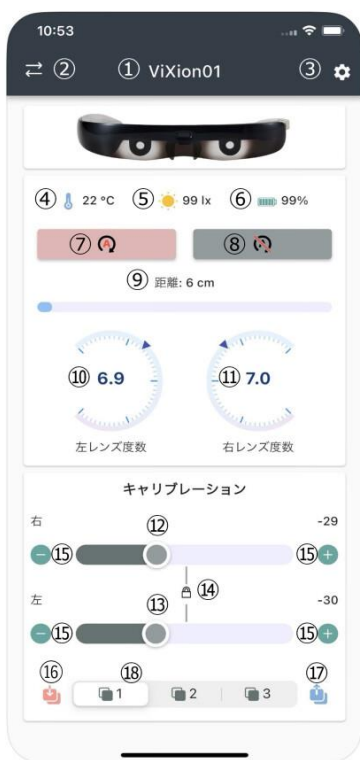 10:53
② ① ViXion01 ③
④ 22 °C ⑤ 99 lx ⑥ 99%
⑦ A ⑧
⑨ 距離: 6 cm
⑩ 6.9 ⑪ 7.0
左レンズ度数 右レンズ度数
キャリブレーション
右 ⑫ -29
⑮ ⑮
⑭
左 ⑬ -30
⑮ ⑮
⑯ ⑱ ⑰
1 2 3